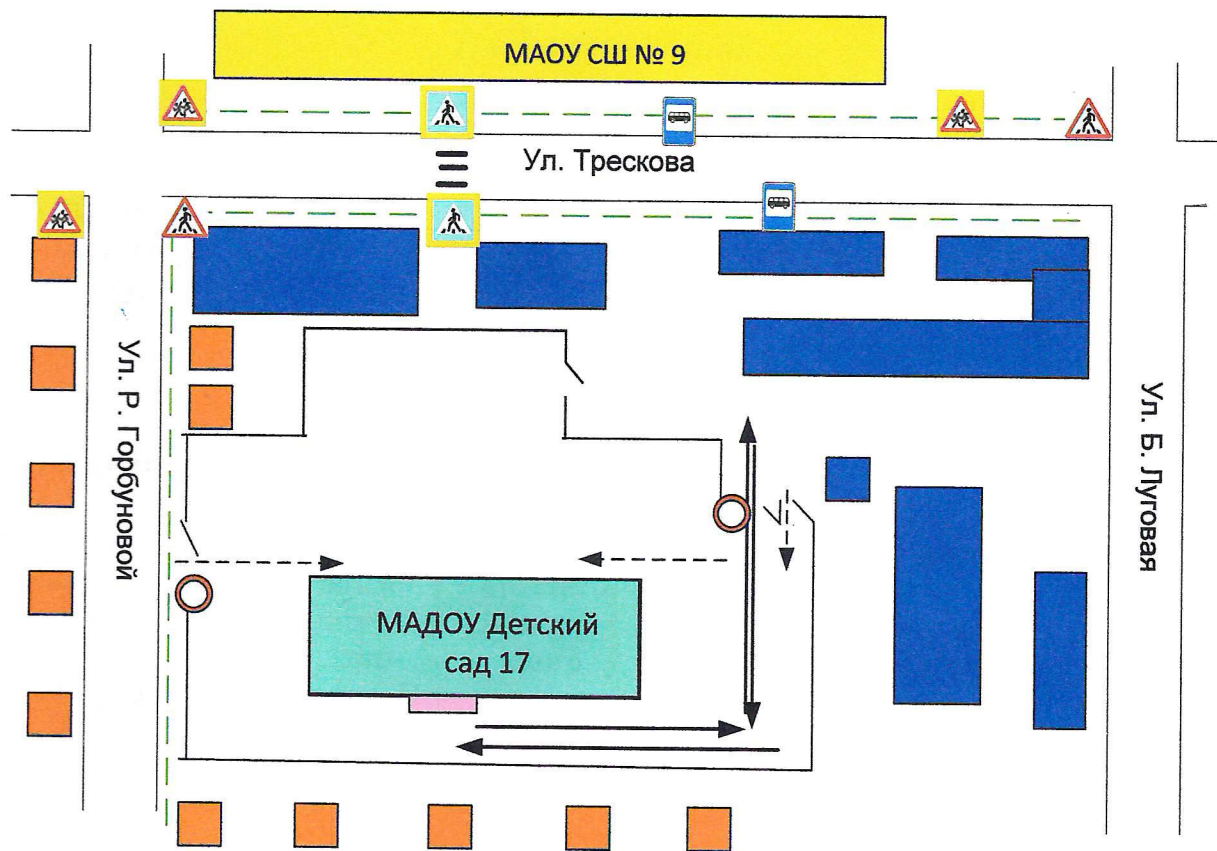 МАОУ СШ № 9
Ул. Трескова
Ул. Р. Горбуновой
Ул. Б. Луговая
МАДОУ Детский
сад 17